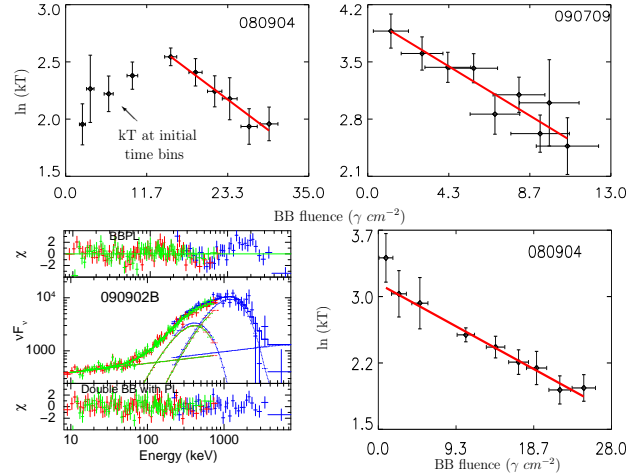 080904
ln (kT)
3.0
2.5
2.0
1.5
kT at initial
time bins
0.0 11.7 23.3 35.0
090709
4.2
3.5
2.8
2.1
0.0 4.3 8.7 13.0
BB fluence (γ cm⁻²)
BBPL
χ
2
0
−2
090902B
νFν
10⁴
1000
Double BB with PL
χ
2
0
−2
10 100 1000
Energy (keV)
080904
ln (kT)
3.7
3.0
2.2
1.5
0.0 9.3 18.7 28.0
BB fluence (γ cm⁻²)